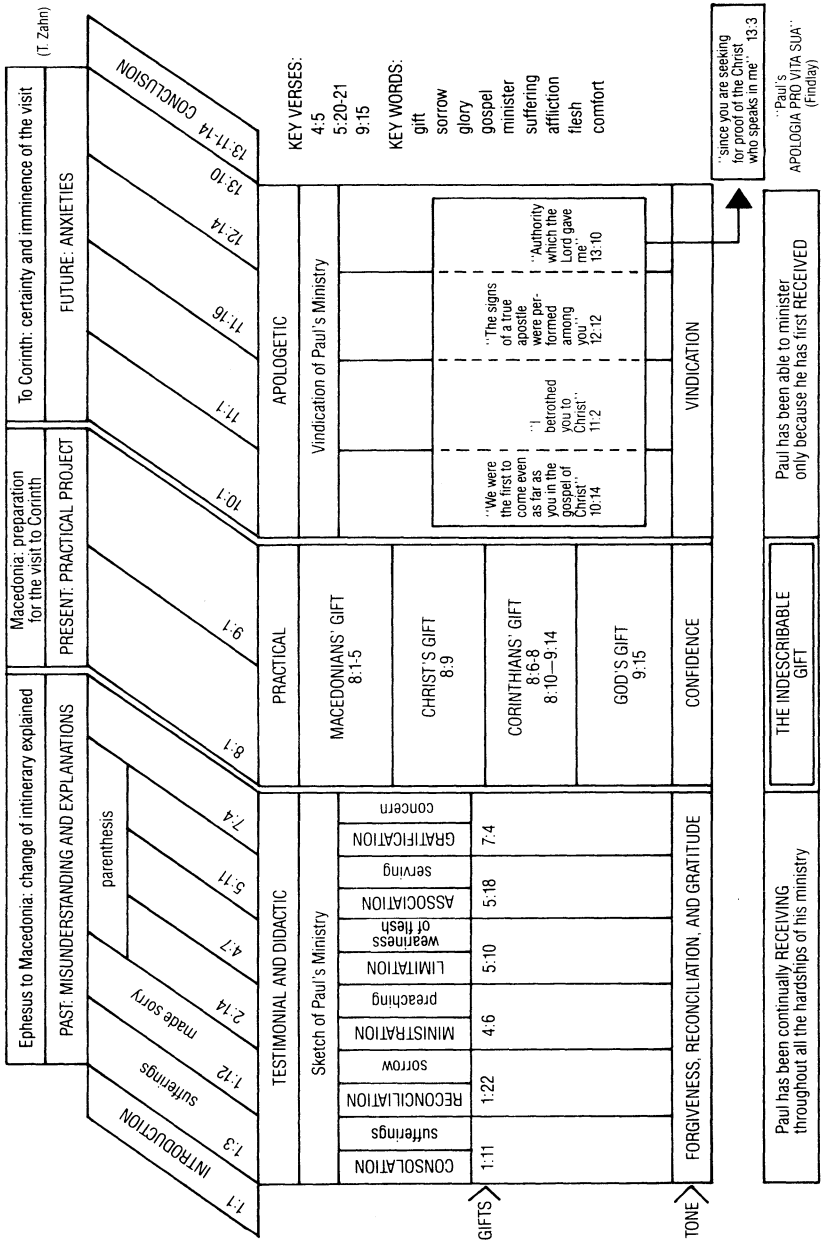 Ephesus to Macedonia: change of intinerary explained
Macedonia: preparation
for the visit to Corinth
To Corinth: certainty and imminence of the visit
(T. Zahn)
PAST: MISUNDERSTANDING AND EXPLANATIONS
PRESENT: PRACTICAL PROJECT
FUTURE: ANXIETIES
parenthesis
INTRODUCTION
sufferings
made sorry
CONCLUSION
1:1
1:3
1:12
2:14
4:7
5:11
7:4
8:1
9:1
10:1
11:1
11:16
12:14
13:10
13:11-14
TESTIMONIAL AND DIDACTIC
PRACTICAL
APOLOGETIC
Sketch of Paul's Ministry
Vindication of Paul's Ministry
CONSOLATION
sufferings
RECONCILIATION
sorrow
MINISTRATION
preaching
LIMITATION
weariness
of flesh
ASSOCIATION
serving
GRATIFICATION
concern
GIFTS
1:11
1:22
4:6
5:10
5:18
7:4
MACEDONIANS' GIFT
8:1-5
CHRIST'S GIFT
8:9
CORINTHIANS' GIFT
8:6-8
8:10—9:14
GOD'S GIFT
9:15
"We were
the first to
come even
as far as
you in the
gospel of
Christ"
10:14
"I
betrothed
you to
Christ"
11:2
"The signs
of a true
apostle
were per-
formed
among
you"
12:12
"Authority
which the
Lord gave
me"
13:10
TONE
FORGIVENESS, RECONCILIATION, AND GRATITUDE
CONFIDENCE
VINDICATION
KEY VERSES:
4:5
5:20-21
9:15
KEY WORDS:
gift
sorrow
glory
gospel
minister
suffering
affliction
flesh
comfort
"since you are seeking
for proof of the Christ
who speaks in me" 13:3
Paul has been continually RECEIVING
throughout all the hardships of his ministry
THE INDESCRIBABLE
GIFT
Paul has been able to minister
only because he has first RECEIVED
"Paul's
APOLOGIA PRO VITA SUA"
(Findlay)